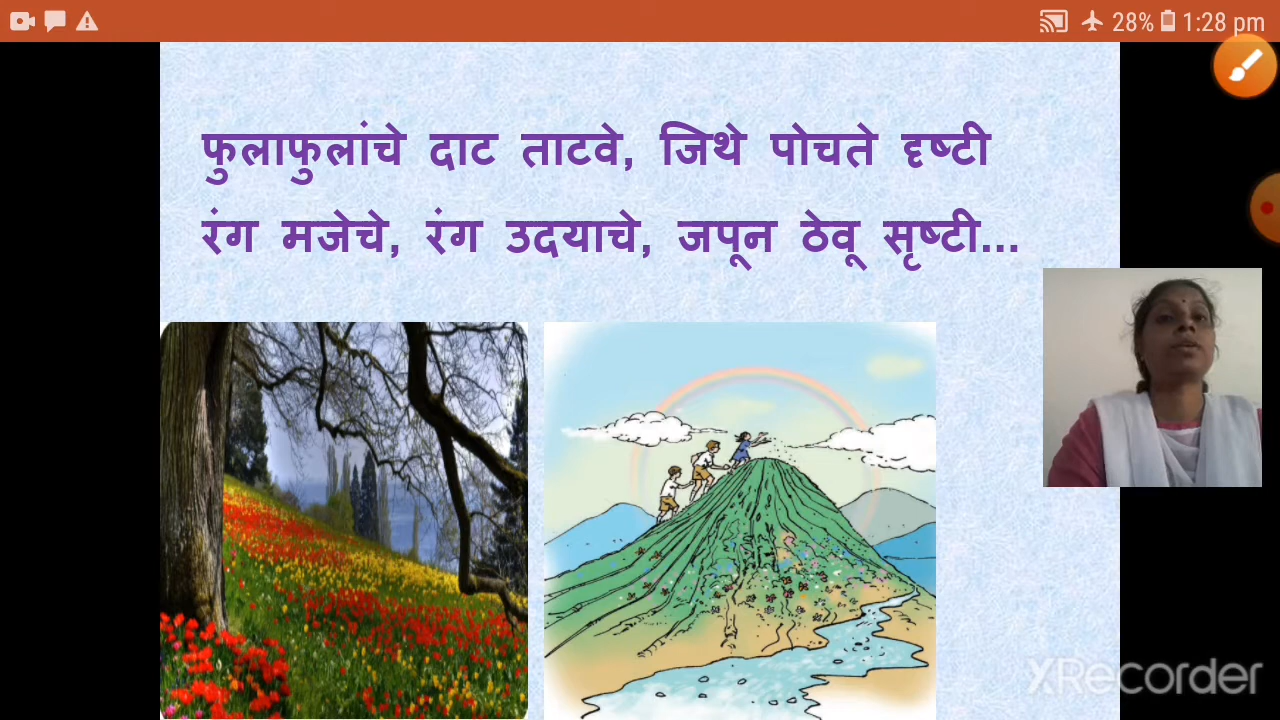 28% 1:28 pm
फुलाफुलांचे दाट ताटवे, जिथे पोचते दृष्टी
रंग मजेचे, रंग उदयाचे, जपून ठेवू सृष्टी...
XRecorder